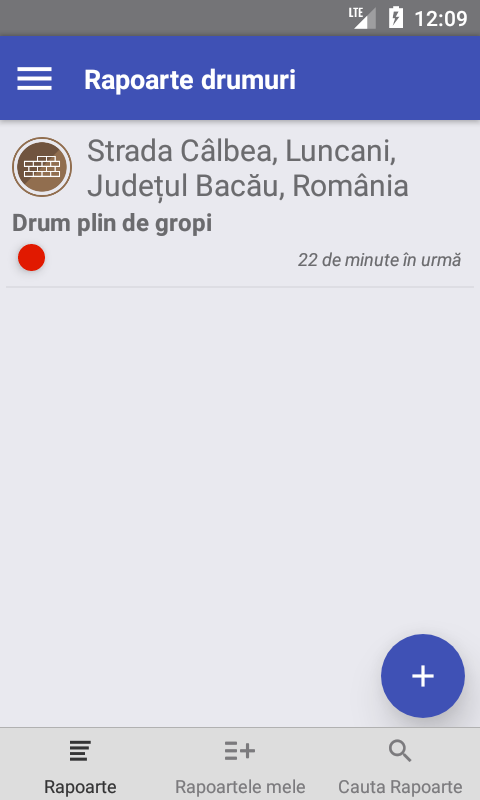 LTE 12:09
Rapoarte drumuri
Strada Câlbea, Luncani,
Județul Bacău, România
Drum plin de gropi
22 de minute în urmă
Rapoarte
Rapoartele mele
Cauta Rapoarte